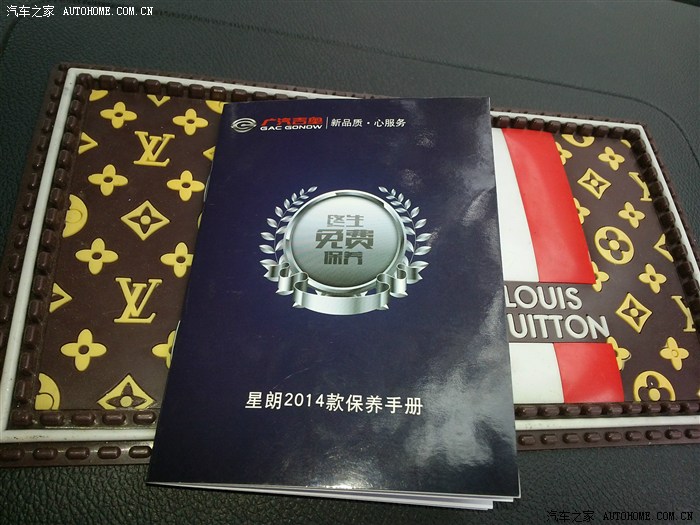 汽车之家 AUTOHOME.COM.CN
广汽吉奥 新品质·心服务
GAC GONOW
终生
免费
保养
LOUIS
UITTON
星朗2014款保养手册
汽车之家 AUTOHOME.COM.CN